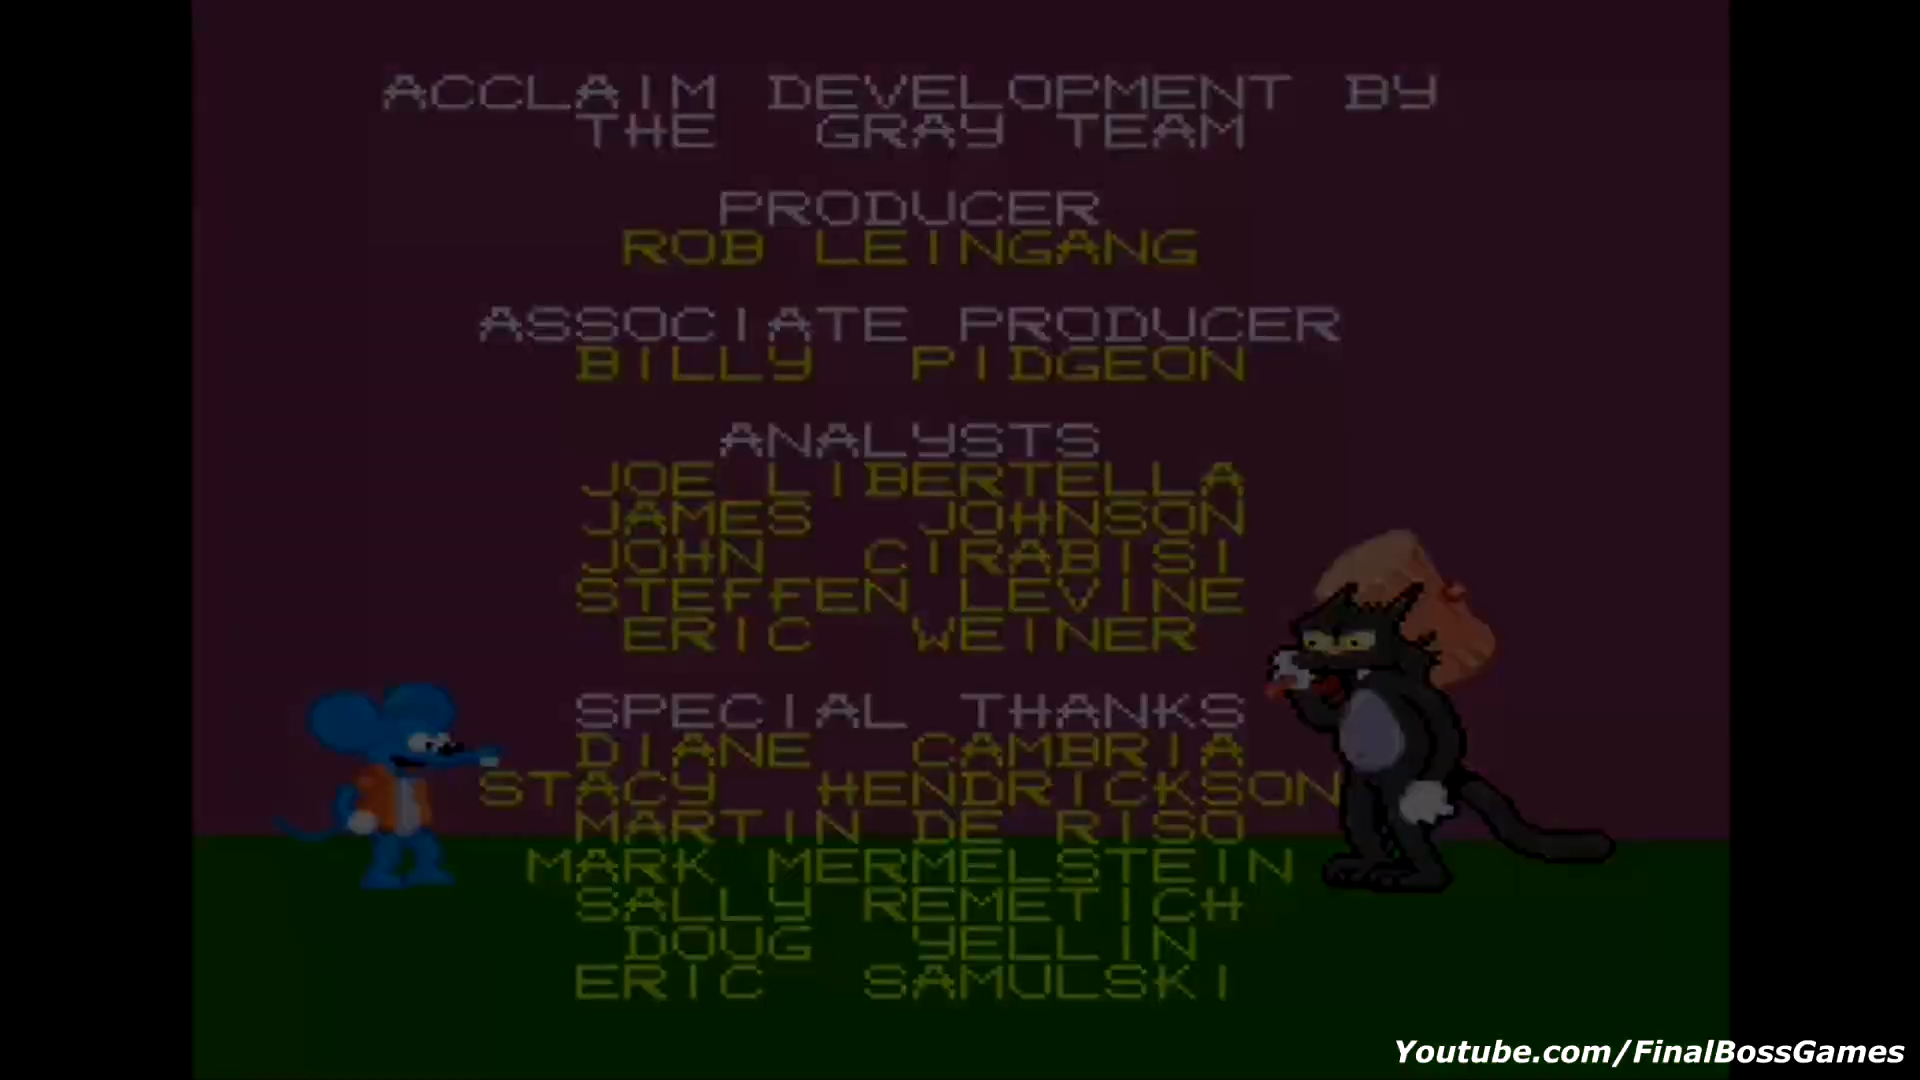 ACCLAIM DEVELOPMENT BY
THE GRAY TEAM
PRODUCER
ROB LEINGANG
ASSOCIATE PRODUCER
BILLY PIDGEON
ANALYSTS
JOE LIBERTELLA
JAMES JOHNSON
JOHN CIRABISI
STEFFEN LEVINE
ERIC WEINER
SPECIAL THANKS
DIANE CAMBRIA
STACY HENDRICKSON
MARTIN DE RISO
MARK MERMELSTEIN
SALLY REMETICH
DOUG YELLIN
ERIC SAMULSKI
Youtube.com/FinalBossGames